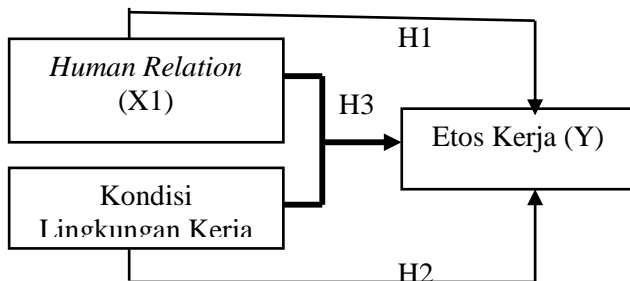 H1
Human Relation
(X1)
H3
Etos Kerja (Y)
Kondisi
Lingkungan Kerja
H2